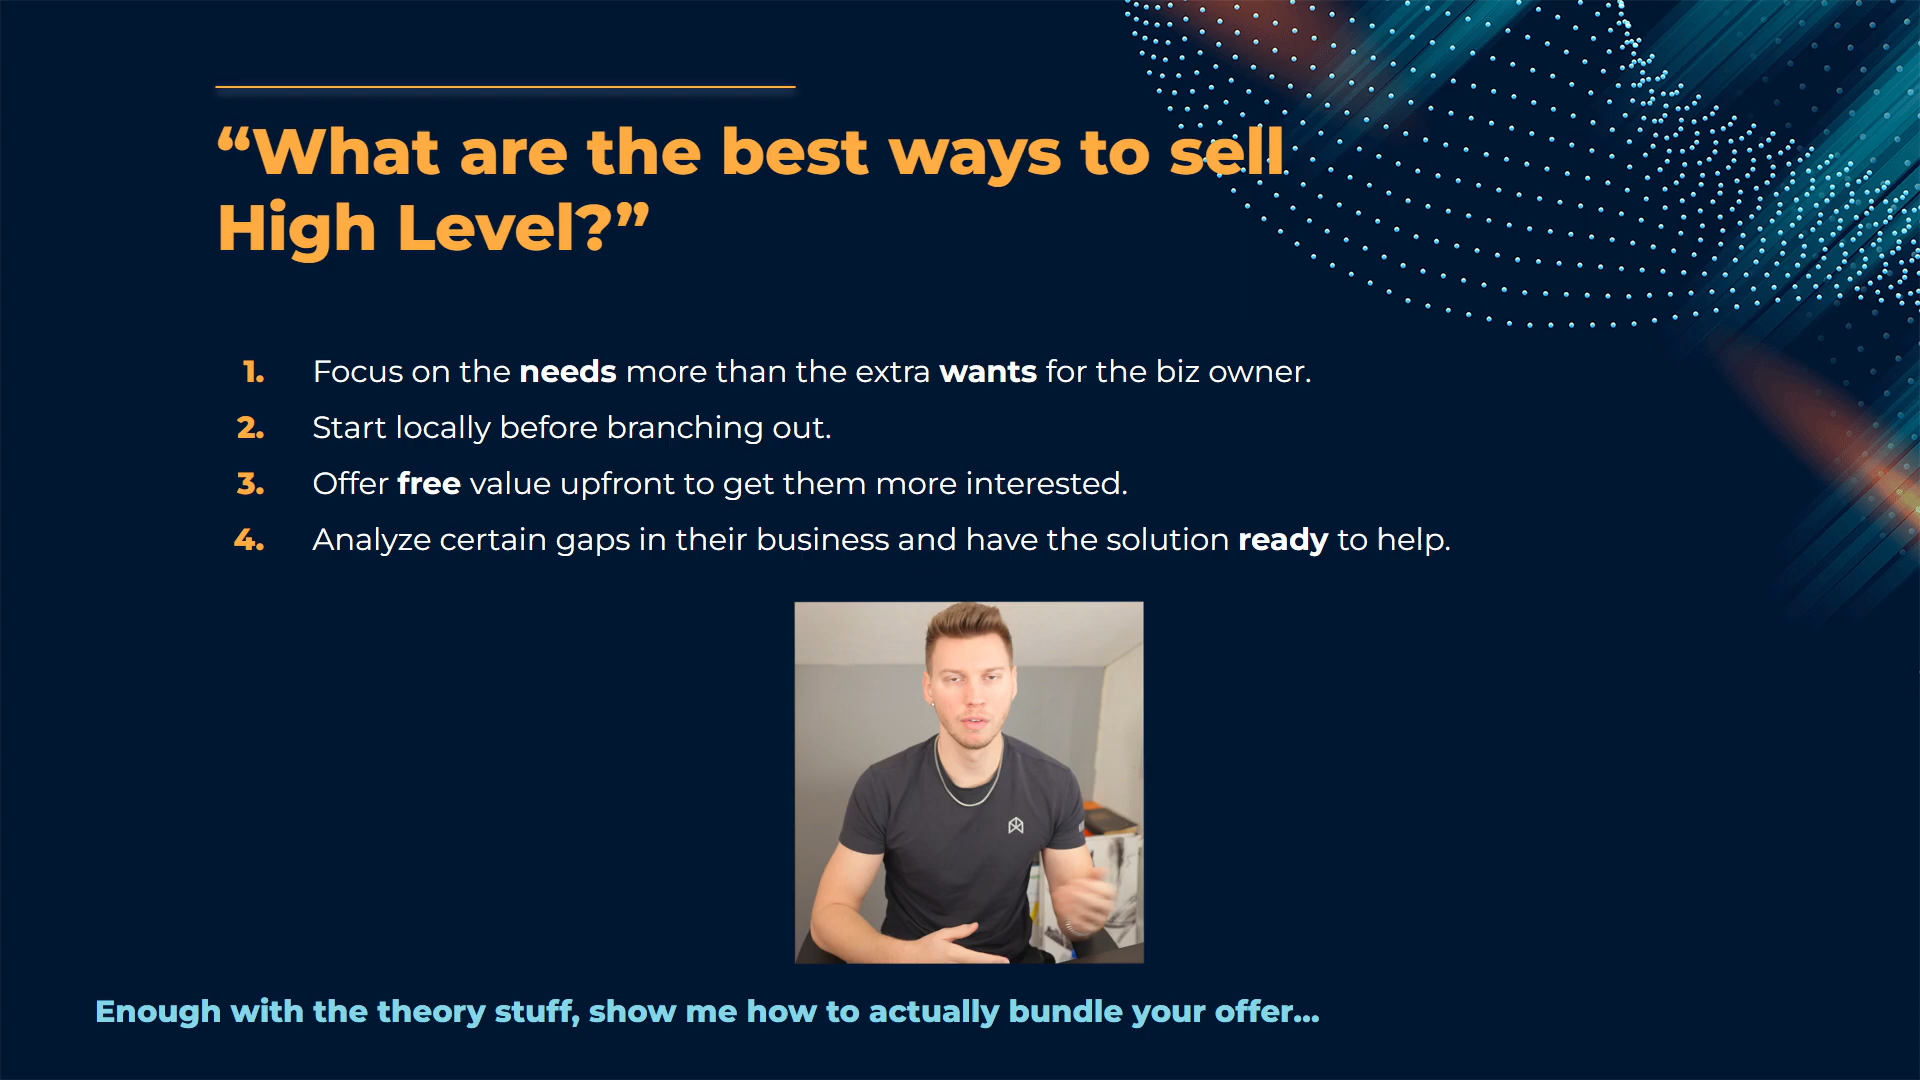 “What are the best ways to sell
High Level?”
1. Focus on the needs more than the extra wants for the biz owner.
2. Start locally before branching out.
3. Offer free value upfront to get them more interested.
4. Analyze certain gaps in their business and have the solution ready to help.
Enough with the theory stuff, show me how to actually bundle your offer...